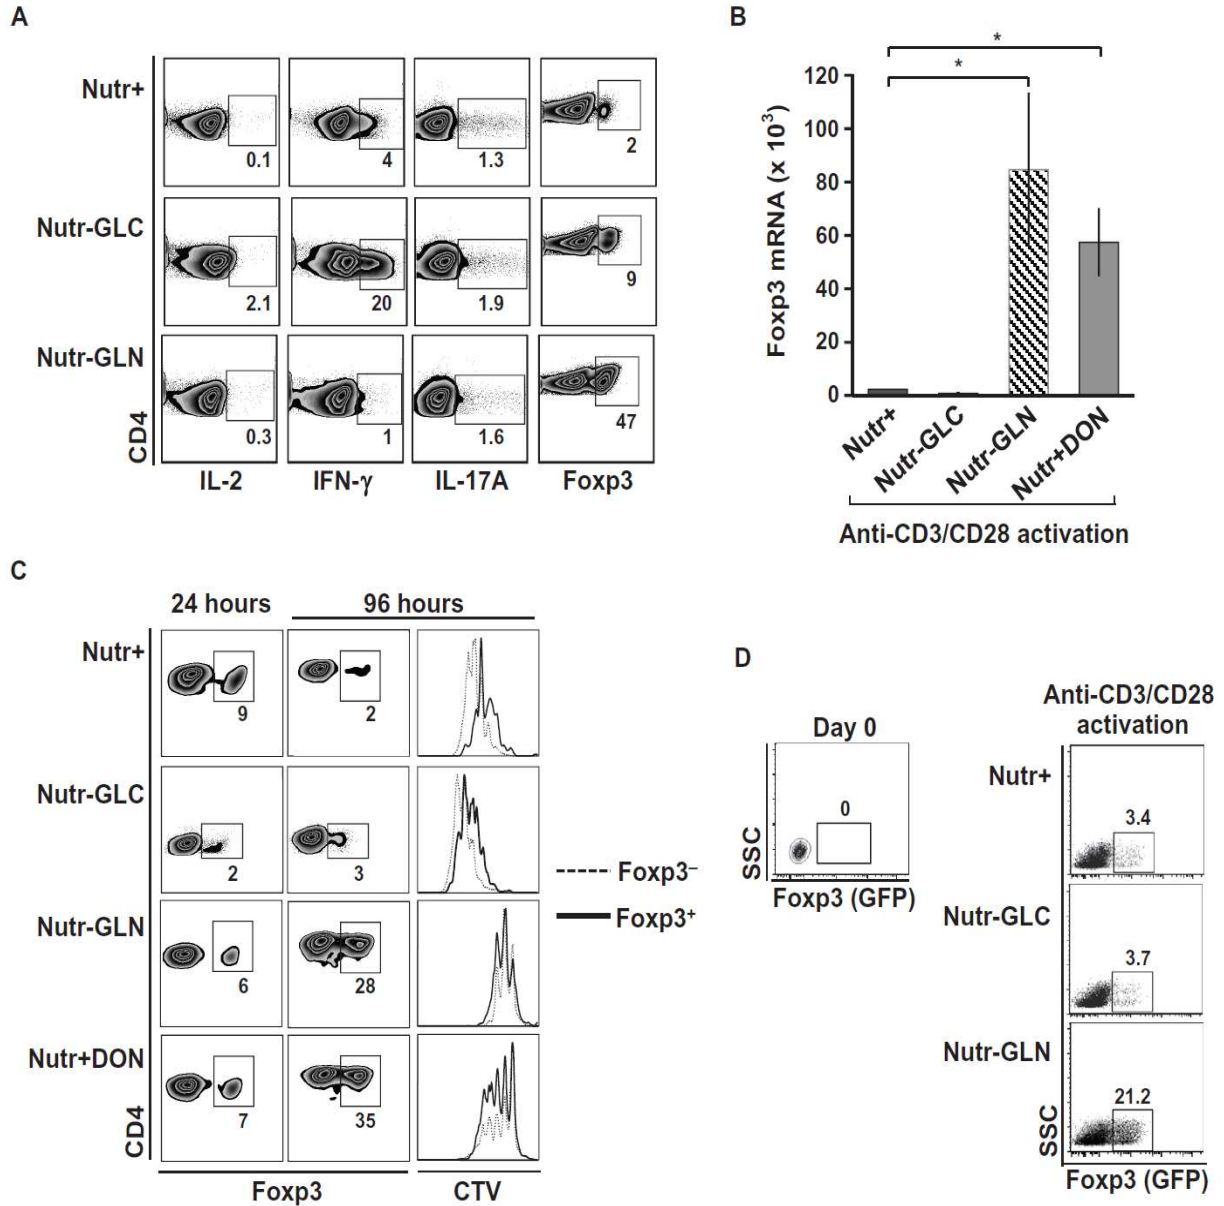 A
Nutr+
0.1
4
1.3
2
Nutr-GLC
2.1
20
1.9
9
Nutr-GLN
0.3
1
1.6
47
CD4
IL-2
IFN-γ
IL-17A
Foxp3
B
*
*
120
100
80
60
40
20
0
Foxp3 mRNA (x 10³)
Nutr+
Nutr-GLC
Nutr-GLN
Nutr+DON
Anti-CD3/CD28 activation
C
24 hours
96 hours
Nutr+
9
2
Nutr-GLC
2
3
Nutr-GLN
6
28
Nutr+DON
7
35
CD4
Foxp3
CTV
Foxp3⁻
Foxp3⁺
D
Day 0
0
SSC
Foxp3 (GFP)
Anti-CD3/CD28
activation
Nutr+
3.4
Nutr-GLC
3.7
Nutr-GLN
21.2
SSC
Foxp3 (GFP)